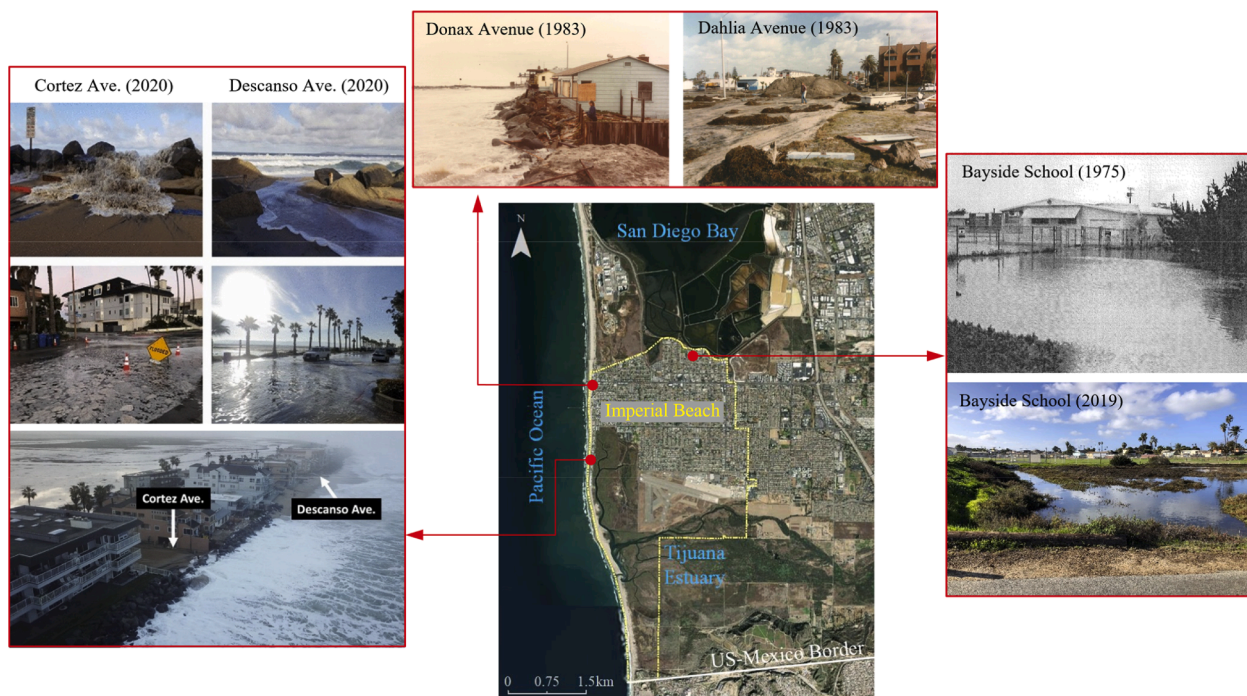 Donax Avenue (1983)
Dahlia Avenue (1983)
Cortez Ave. (2020)
Descanso Ave. (2020)
CLOSED
Cortez Ave.
Descanso Ave.
Bayside School (1975)
Bayside School (2019)
N
San Diego Bay
Pacific Ocean
Imperial Beach
Tijuana
Estuary
US-Mexico Border
0 0.75 1.5km